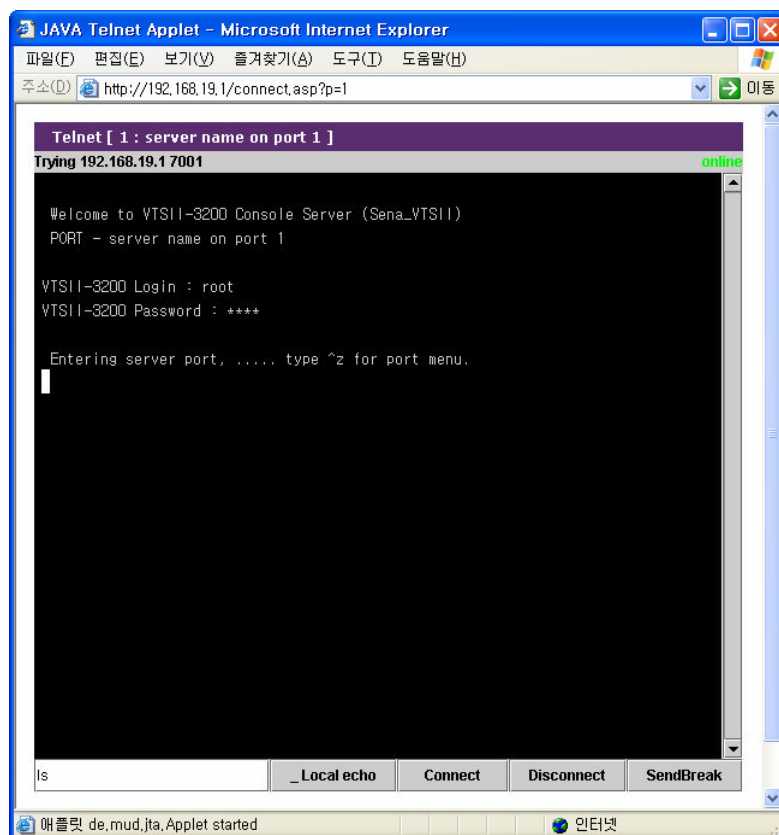 JAVA Telnet Applet - Microsoft Internet Explorer
파일(F) 편집(E) 보기(V) 즐겨찾기(A) 도구(T) 도움말(H)
주소(D) http://192.168.19.1/connect.asp?p=1 이동
Telnet [ 1 : server name on port 1 ]
Trying 192.168.19.1 7001 online
Welcome to VTSII-3200 Console Server (Sena_VTSII)
PORT - server name on port 1
VTSII-3200 Login : root
VTSII-3200 Password : ****
Entering server port, ..... type ^z for port menu.
ls _Local echo Connect Disconnect SendBreak
애플릿 de.mud.jta.Applet started 인터넷